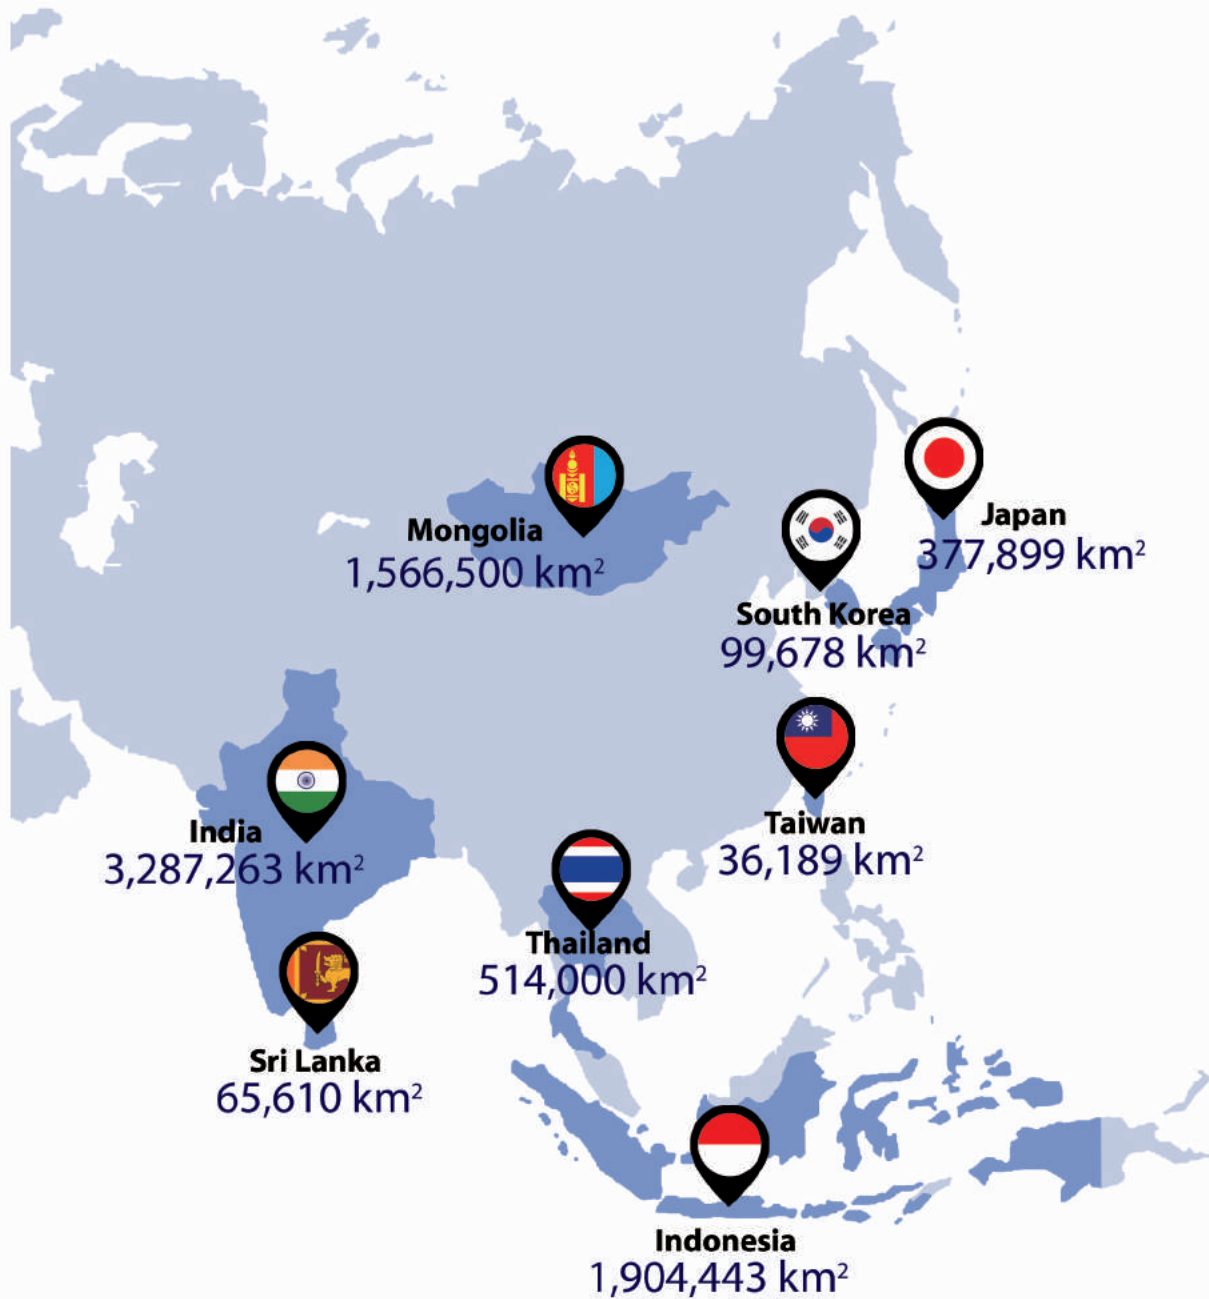 Mongolia
1,566,500 km²
Japan
377,899 km²
South Korea
99,678 km²
India
3,287,263 km²
Taiwan
36,189 km²
Thailand
514,000 km²
Sri Lanka
65,610 km²
Indonesia
1,904,443 km²